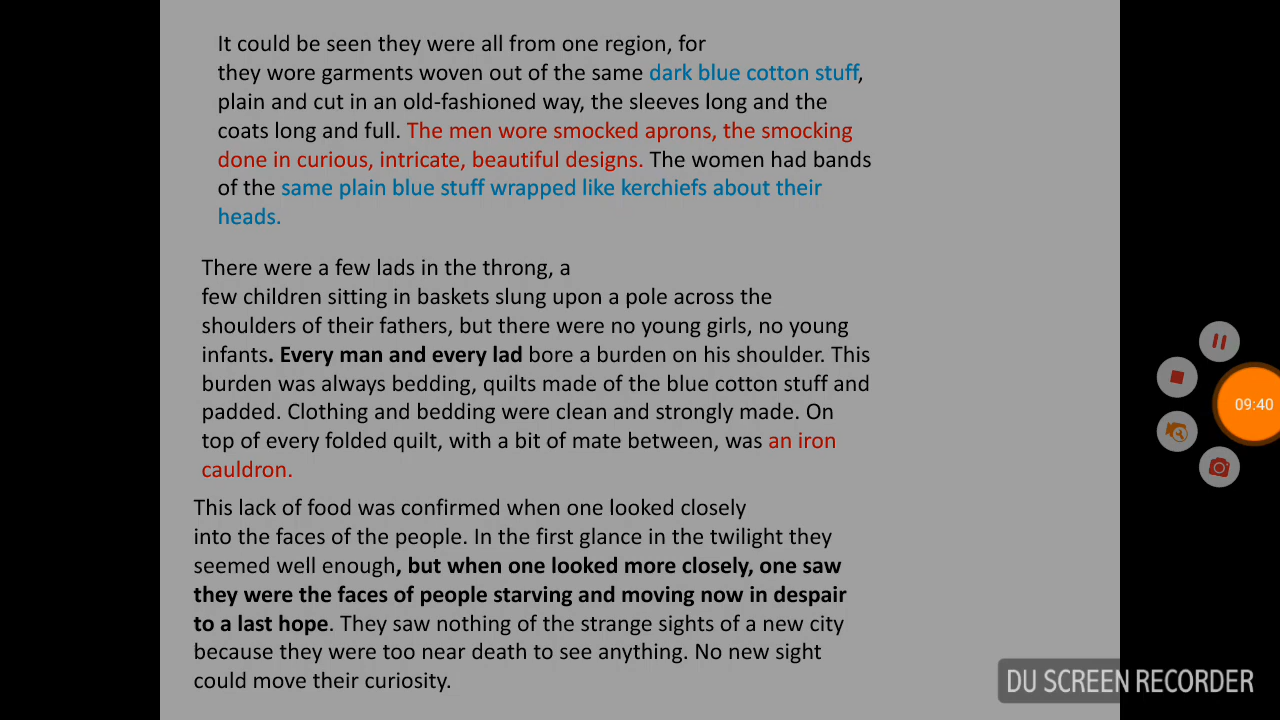 It could be seen they were all from one region, for
they wore garments woven out of the same dark blue cotton stuff,
plain and cut in an old-fashioned way, the sleeves long and the
coats long and full. The men wore smocked aprons, the smocking
done in curious, intricate, beautiful designs. The women had bands
of the same plain blue stuff wrapped like kerchiefs about their
heads.
There were a few lads in the throng, a
few children sitting in baskets slung upon a pole across the
shoulders of their fathers, but there were no young girls, no young
infants. Every man and every lad bore a burden on his shoulder. This
burden was always bedding, quilts made of the blue cotton stuff and
padded. Clothing and bedding were clean and strongly made. On
top of every folded quilt, with a bit of mate between, was an iron
cauldron.
This lack of food was confirmed when one looked closely
into the faces of the people. In the first glance in the twilight they
seemed well enough, but when one looked more closely, one saw
they were the faces of people starving and moving now in despair
to a last hope. They saw nothing of the strange sights of a new city
because they were too near death to see anything. No new sight
could move their curiosity.
09:40
DU SCREEN RECORDER